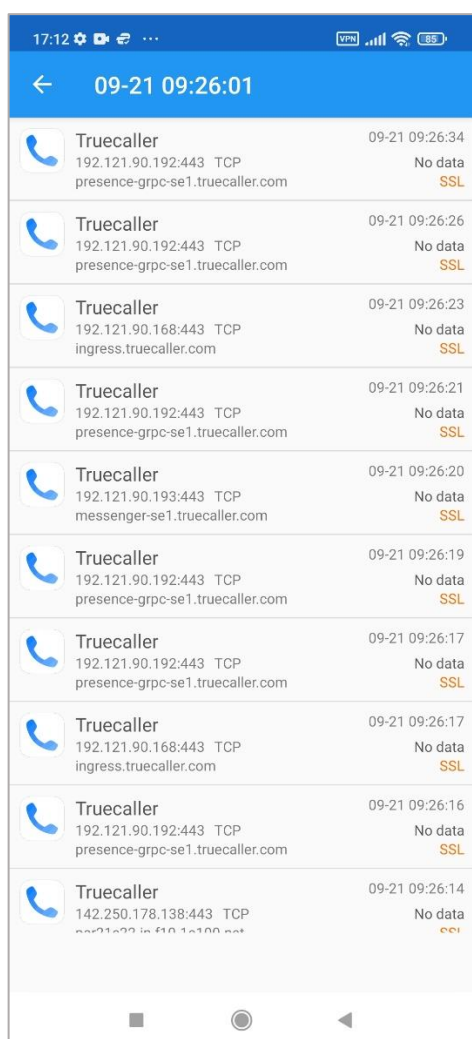 17:12 ... VPN 85
09-21 09:26:01
Truecaller 09-21 09:26:34
192.121.90.192:443 TCP No data
presence-grpc-se1.truecaller.com SSL
Truecaller 09-21 09:26:26
192.121.90.192:443 TCP No data
presence-grpc-se1.truecaller.com SSL
Truecaller 09-21 09:26:23
192.121.90.168:443 TCP No data
ingress.truecaller.com SSL
Truecaller 09-21 09:26:21
192.121.90.192:443 TCP No data
presence-grpc-se1.truecaller.com SSL
Truecaller 09-21 09:26:20
192.121.90.193:443 TCP No data
messenger-se1.truecaller.com SSL
Truecaller 09-21 09:26:19
192.121.90.192:443 TCP No data
presence-grpc-se1.truecaller.com SSL
Truecaller 09-21 09:26:17
192.121.90.192:443 TCP No data
presence-grpc-se1.truecaller.com SSL
Truecaller 09-21 09:26:17
192.121.90.168:443 TCP No data
ingress.truecaller.com SSL
Truecaller 09-21 09:26:16
192.121.90.192:443 TCP No data
presence-grpc-se1.truecaller.com SSL
Truecaller 09-21 09:26:14
142.250.178.138:443 TCP No data
SSL